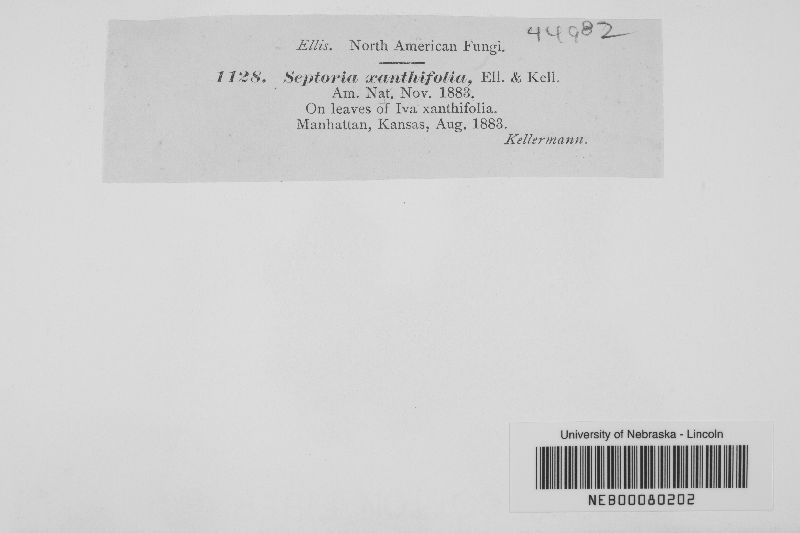 44982
Ellis. North American Fungi.
1128. Septoria xanthifolia, Ell. & Kell.
Am. Nat. Nov. 1883.
On leaves of Iva xanthifolia.
Manhattan, Kansas, Aug. 1883.
Kellermann.
University of Nebraska - Lincoln
NEB00080202